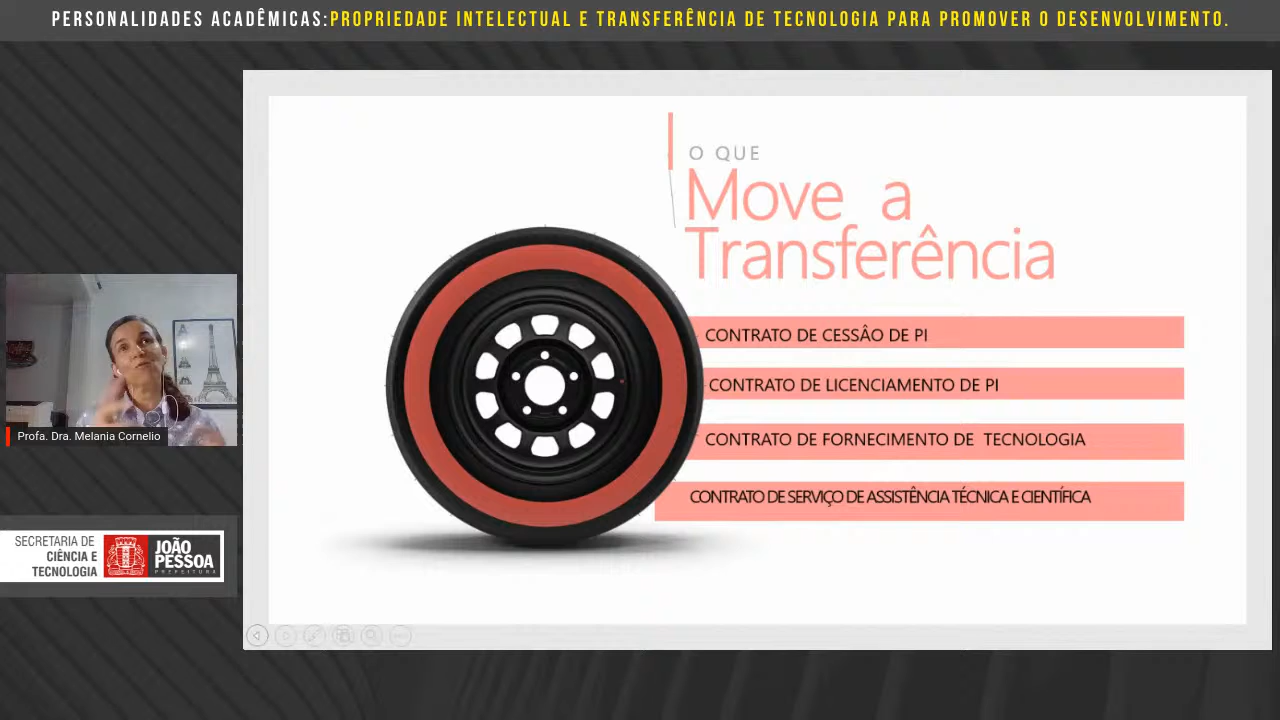 PERSONALIDADES ACADÊMICAS:PROPRIEDADE INTELECTUAL E TRANSFERÊNCIA DE TECNOLOGIA PARA PROMOVER O DESENVOLVIMENTO.
O QUE
Move a
Transferência
CONTRATO DE CESSÂO DE PI
CONTRATO DE LICENCIAMENTO DE PI
CONTRATO DE FORNECIMENTO DE TECNOLOGIA
CONTRATO DE SERVIÇO DE ASSISTÊNCIA TÉCNICA E CIENTÍFICA
Profa. Dra. Melania Cornelio
SECRETARIA DE
CIÊNCIA E
TECNOLOGIA
JOÃO
PESSOA
PREFEITURA